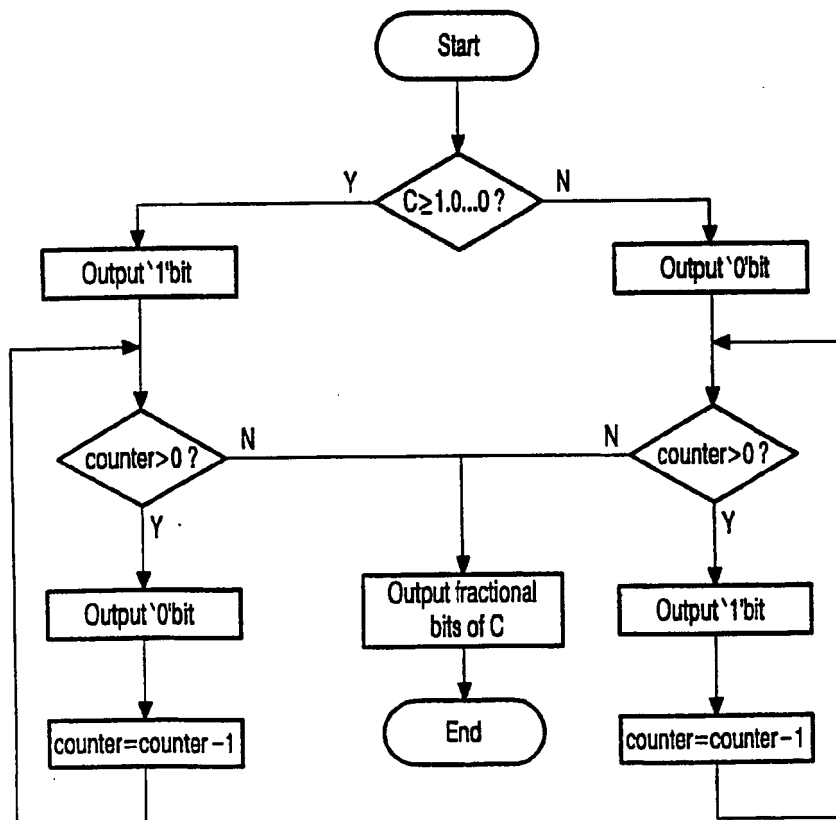 Start
Y
N
C≥1.0...0 ?
Output `1'bit
Output `0'bit
counter>0 ?
N
N
counter>0 ?
Y
Y
Output `0'bit
Output fractional
bits of C
Output `1'bit
counter=counter-1
End
counter=counter-1